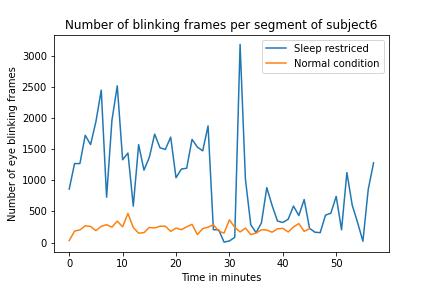 Number of blinking frames per segment of subject6
Sleep restriced
Normal condition
Number of eye blinking frames
3000
2500
2000
1500
1000
500
0
0 10 20 30 40 50
Time in minutes